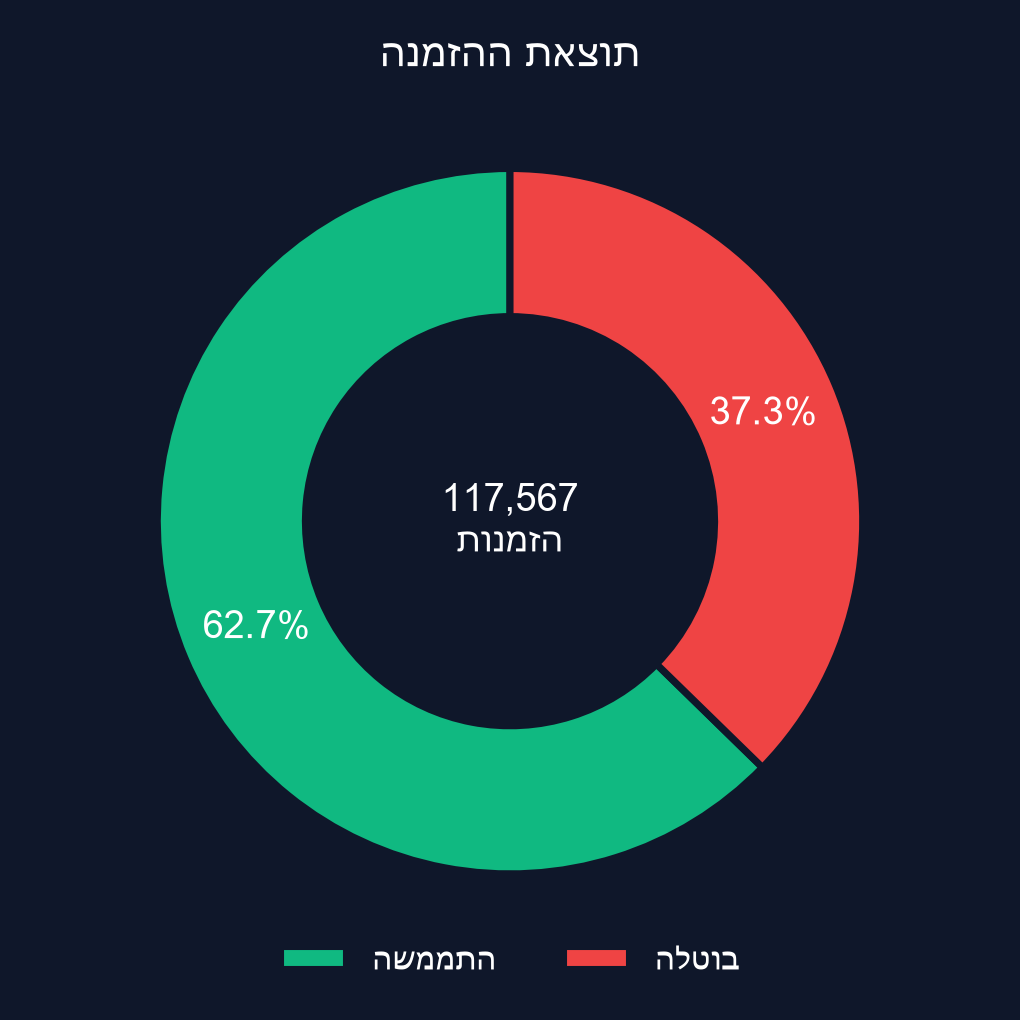 תוצאת ההזמנה
37.3%
117,567
הזמנות
62.7%
התממשה
בוטלה